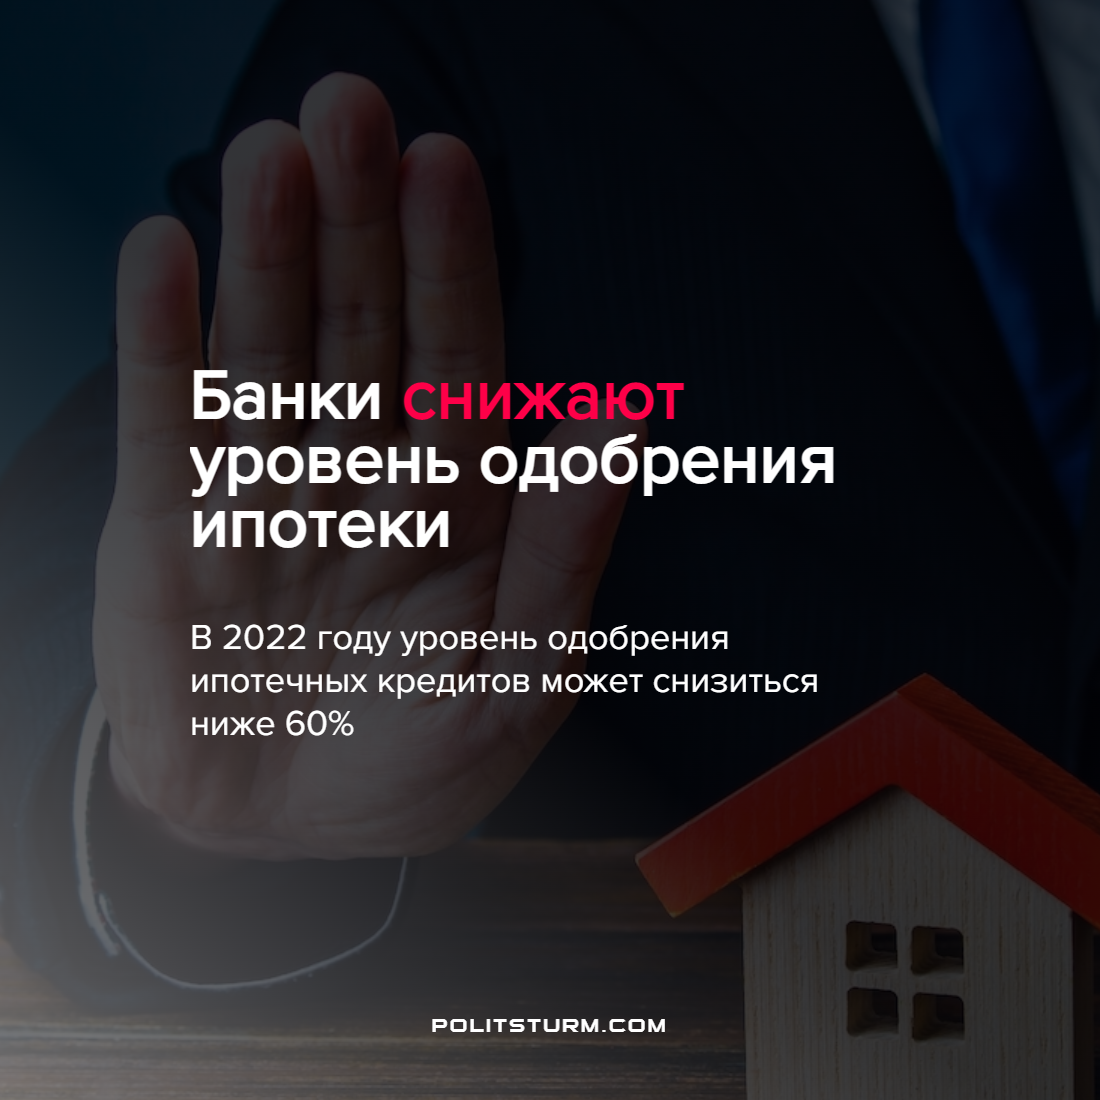 Банки снижают
уровень одобрения
ипотеки
В 2022 году уровень одобрения
ипотечных кредитов может снизиться
ниже 60%
POLITSTURM.COM